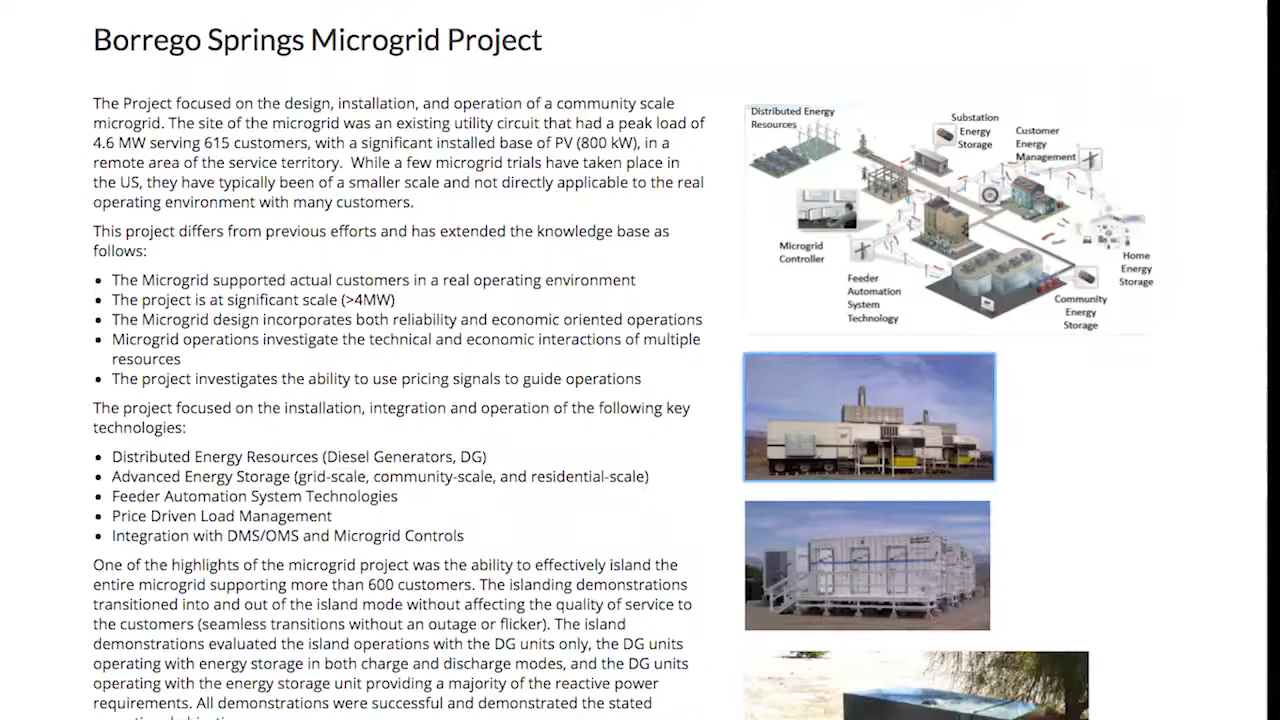 Borrego Springs Microgrid Project
The Project focused on the design, installation, and operation of a community scale
microgrid. The site of the microgrid was an existing utility circuit that had a peak load of
4.6 MW serving 615 customers, with a significant installed base of PV (800 kW), in a
remote area of the service territory. While a few microgrid trials have taken place in
the US, they have typically been of a smaller scale and not directly applicable to the real
operating environment with many customers.
This project differs from previous efforts and has extended the knowledge base as
follows:
• The Microgrid supported actual customers in a real operating environment
• The project is at significant scale (>4MW)
• The Microgrid design incorporates both reliability and economic oriented operations
• Microgrid operations investigate the technical and economic interactions of multiple
resources
• The project investigates the ability to use pricing signals to guide operations
The project focused on the installation, integration and operation of the following key
technologies:
• Distributed Energy Resources (Diesel Generators, DG)
• Advanced Energy Storage (grid-scale, community-scale, and residential-scale)
• Feeder Automation System Technologies
• Price Driven Load Management
• Integration with DMS/OMS and Microgrid Controls
One of the highlights of the microgrid project was the ability to effectively island the
entire microgrid supporting more than 600 customers. The islanding demonstrations
transitioned into and out of the island mode without affecting the quality of service to
the customers (seamless transitions without an outage or flicker). The island
demonstrations evaluated the island operations with the DG units only, the DG units
operating with energy storage in both charge and discharge modes, and the DG units
operating with the energy storage unit providing a majority of the reactive power
requirements. All demonstrations were successful and demonstrated the stated
Distributed Energy
Resources
Substation
Energy
Storage
Customer
Energy
Management
Microgrid
Controller
Feeder
Automation
System
Technology
Home
Energy
Storage
Community
Energy
Storage